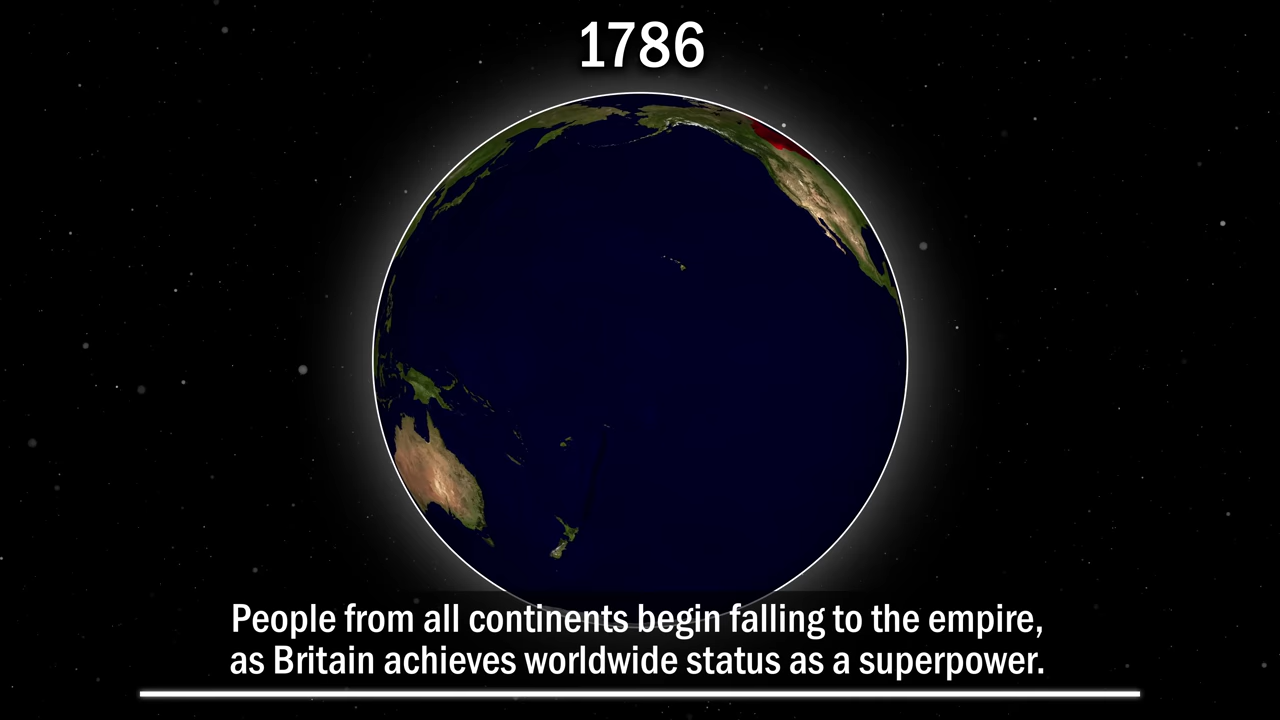 1786
People from all continents begin falling to the empire,
as Britain achieves worldwide status as a superpower.